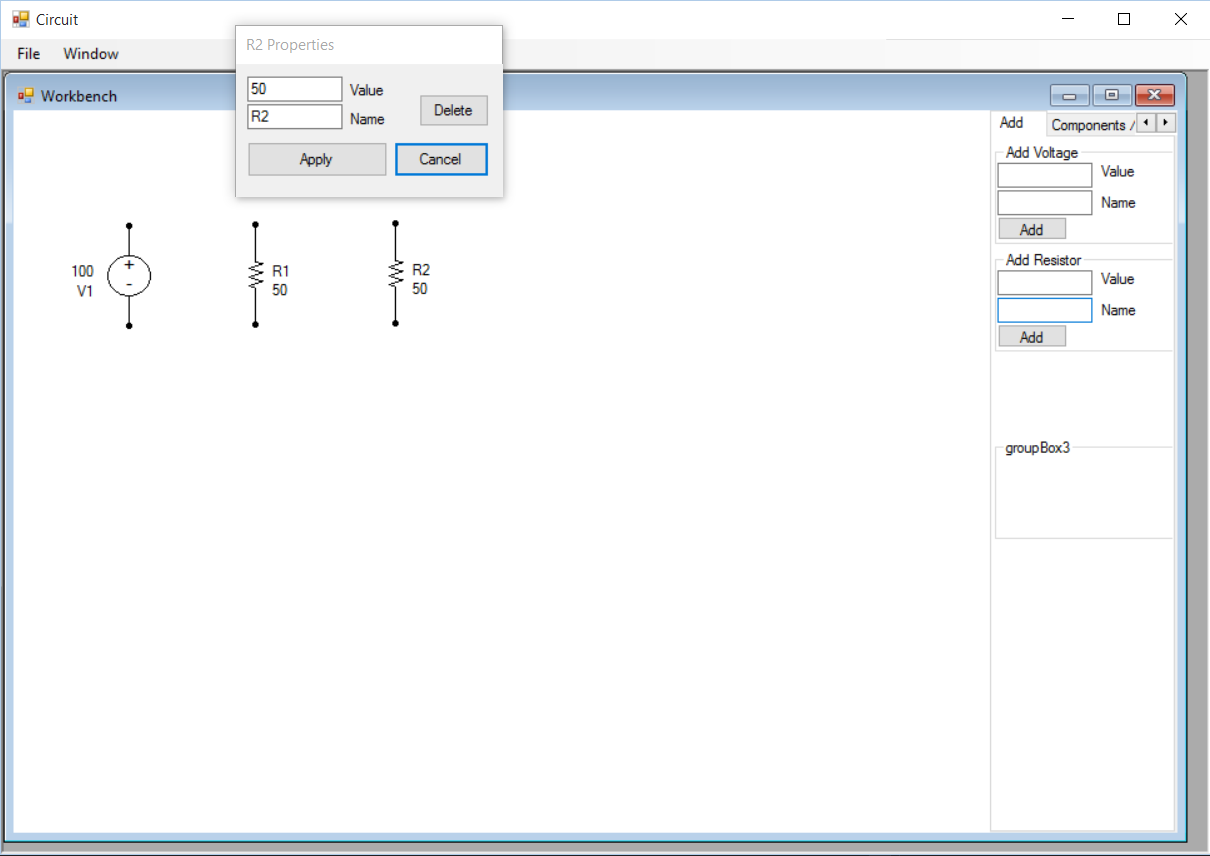 Circuit
File Window
R2 Properties
50 Value
R2 Name
Delete
Apply Cancel
Workbench
100
V1
+
-
R1
50
R2
50
Add Components /
Add Voltage
Value
Name
Add
Add Resistor
Value
Name
Add
groupBox3